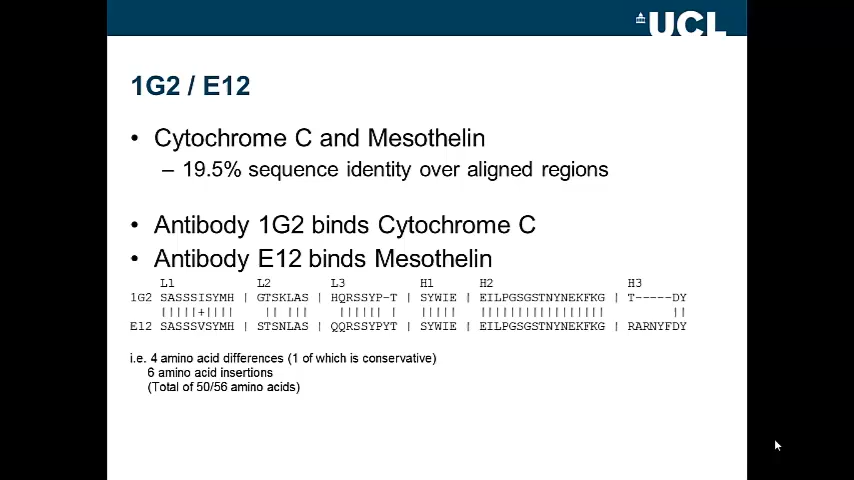 UCL
1G2 / E12
• Cytochrome C and Mesothelin
– 19.5% sequence identity over aligned regions
• Antibody 1G2 binds Cytochrome C
• Antibody E12 binds Mesothelin
L1 L2 L3 H1 H2 H3
1G2 SASSSISYMH | GTSKLAS | HQRSSYP-T | SYWIE | EILPGSGSTNYNEKFKG | T-----DY
|||||+|||| || ||| |||||| | ||||| ||||||||||||||||| ||
E12 SASSSVSYMH | STSNLAS | QQRSSYPYT | SYWIE | EILPGSGSTNYNEKFKG | RARNYFDY
i.e. 4 amino acid differences (1 of which is conservative)
6 amino acid insertions
(Total of 50/56 amino acids)